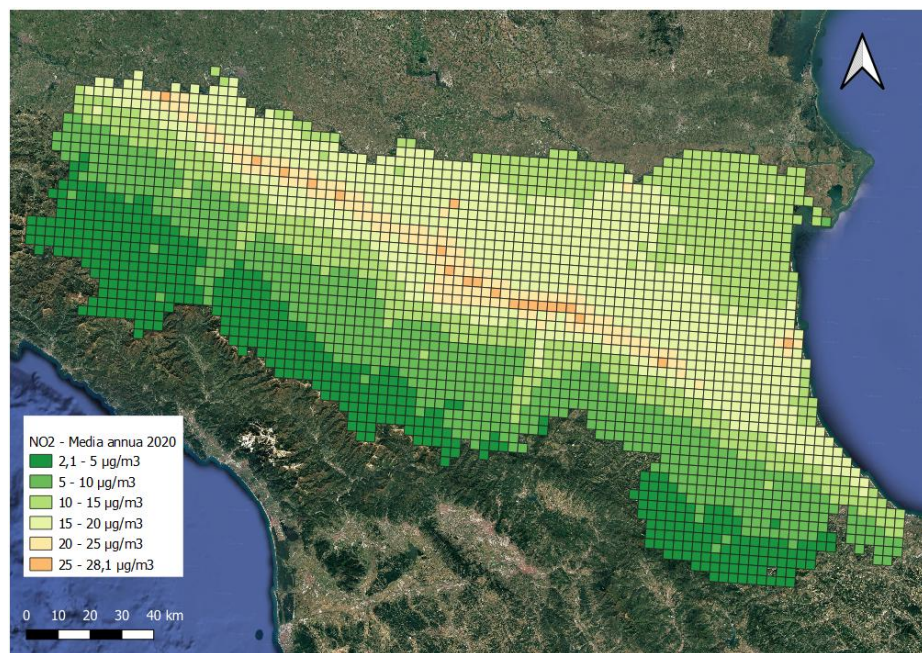 NO2 - Media annua 2020
2,1 - 5 µg/m3
5 - 10 µg/m3
10 - 15 µg/m3
15 - 20 µg/m3
20 - 25 µg/m3
25 - 28,1 µg/m3
0 10 20 30 40 km